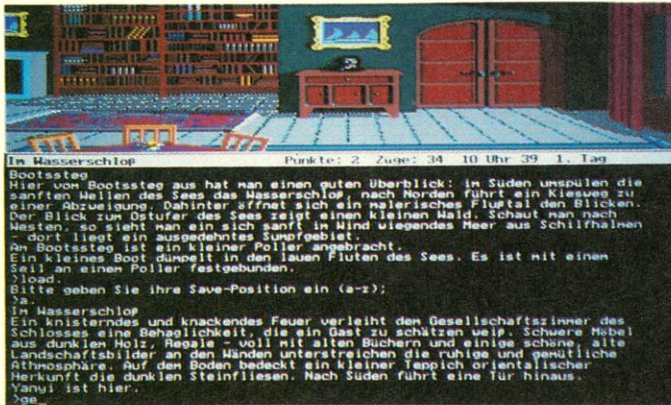 Im Wasserschloß Punkte: 2 Züge: 34 10 Uhr 39 1. Tag
Bootssteg
Hier vom Bootssteg aus hat man einen guten Überblick: im Süden umspülen die
sanften Wellen des Sees das Wasserschloß, nach Norden führt ein Kiesweg zu
einer Abzweigung. Dahinter öffnet sich ein malerisches Flußtal den Blicken.
Der Blick zum Ostufer des Sees zeigt einen kleinen Wald. Schaut man nach
Westen, so sieht man ein sich sanft im Wind wiegendes Meer aus Schilfhalmen
- dort liegt ein ausgedehntes Sumpfgebiet.
Am Bootssteg ist ein kleiner Poller angebracht.
Ein kleines Boot dümpelt in den lauen Fluten des Sees. Es ist mit einem
Seil an einem Poller festgebunden.
>load.
Bitte geben Sie ihre Save-Position ein (a-z);
>a.
Im Wasserschloß
Ein knisterndes und knackendes Feuer verleiht dem Gesellschaftszimmer des
Schlosses eine Behaglichkeit, die ein Gast zu schätzen weiß. Schwere Möbel
aus dunklem Holz, Regale - voll mit alten Büchern und einige schöne, alte
Landschaftsbilder an den Wänden unterstreichen die ruhige und gemütliche
Athmosphäre. Auf dem Boden bedeckt ein kleiner Teppich orientalischer
Herkunft die dunklen Steinfliesen. Nach Süden führt eine Tür hinaus.
Yanyi ist hier.
>ge_